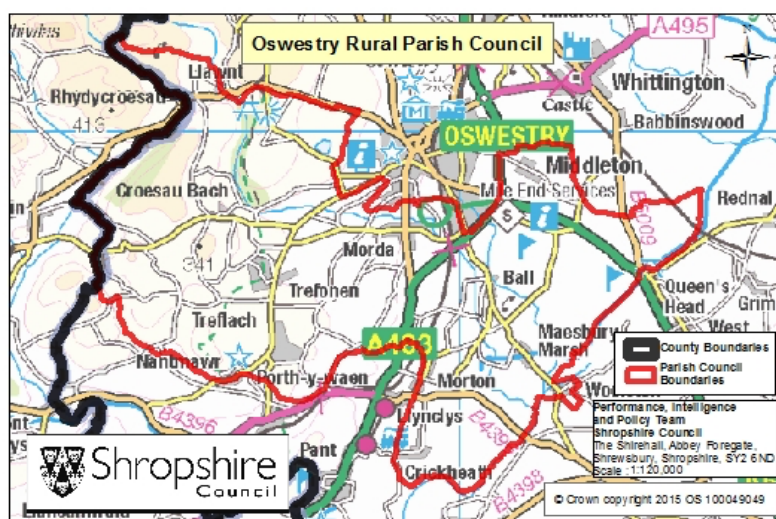 Oswestry Rural Parish Council
A495
Llawnt
Rhydycroesau
Whittington
Castle
Babbinswood
413
OSWESTRY
Middleton
Croesau Bach
Mile End Services
Rednal
B5009
S
Morda
Ball
341
Trefonen
Queen's
Head
Grim
West
Treflach
A483
Maesbury
Marsh
Nantmawr
Porth-y-waen
Morton
County Boundaries
Parish Council
Boundaries
B4396
Llynclys
Pant
Crickheath
B4398
Performance, Intelligence
and Policy Team
Shropshire Council
The Shirehall, Abbey Foregate,
Shrewsbury, Shropshire, SY2 6ND
Scale : 1:120,000
Shropshire
Council
© Crown copyright 2015 OS 100049049